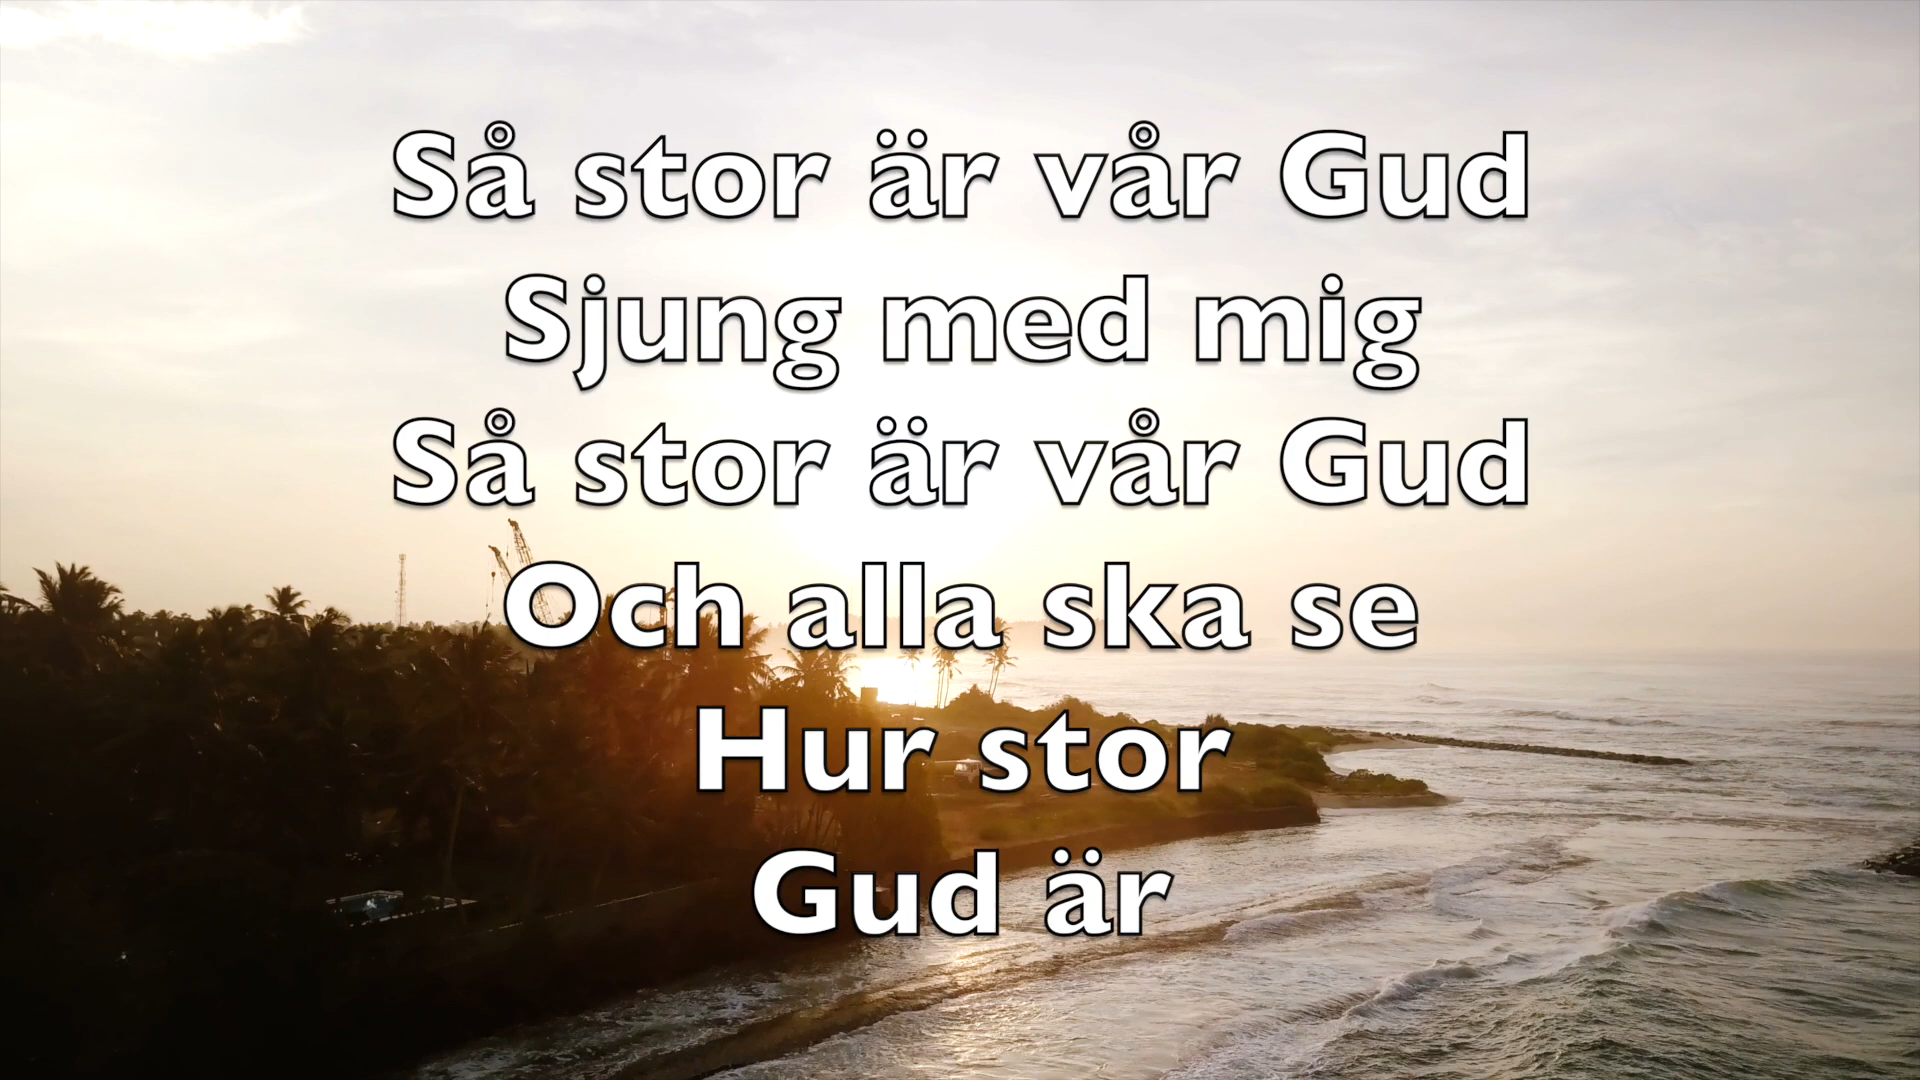 Så stor är vår Gud
Sjung med mig
Så stor är vår Gud
Och alla ska se
Hur stor
Gud är